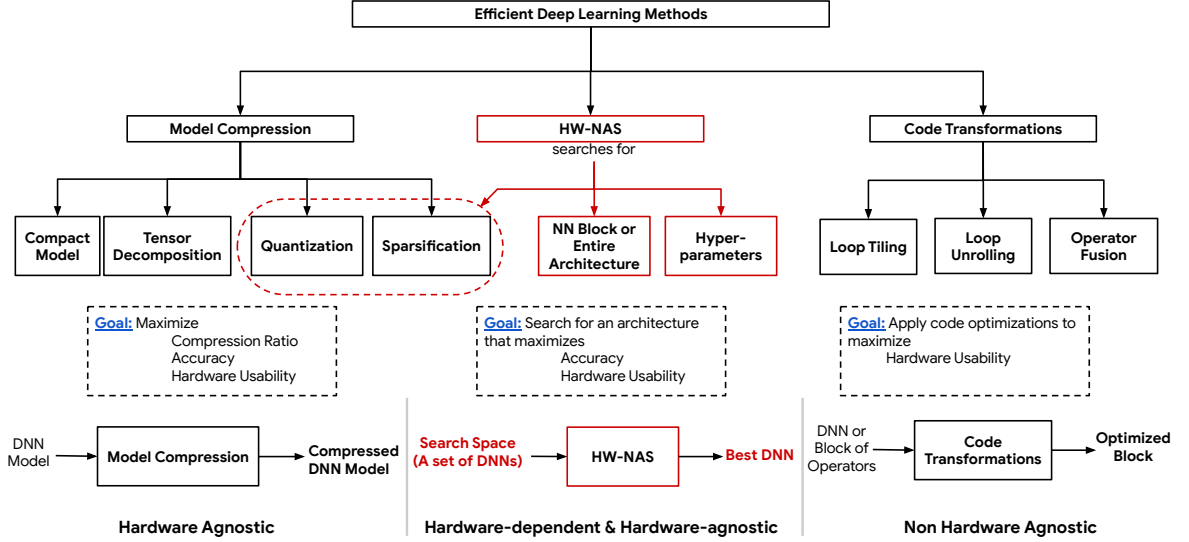 Efficient Deep Learning Methods
Model Compression
HW-NAS
searches for
Code Transformations
Compact
Model
Tensor
Decomposition
Quantization
Sparsification
NN Block or
Entire
Architecture
Hyper-
parameters
Loop Tiling
Loop
Unrolling
Operator
Fusion
Goal: Maximize
Compression Ratio
Accuracy
Hardware Usability
Goal: Search for an architecture
that maximizes
Accuracy
Hardware Usability
Goal: Apply code optimizations to
maximize
Hardware Usability
DNN
Model
Model Compression
Compressed
DNN Model
Search Space
(A set of DNNs)
HW-NAS
Best DNN
DNN or
Block of
Operators
Code
Transformations
Optimized
Block
Hardware Agnostic
Hardware-dependent & Hardware-agnostic
Non Hardware Agnostic